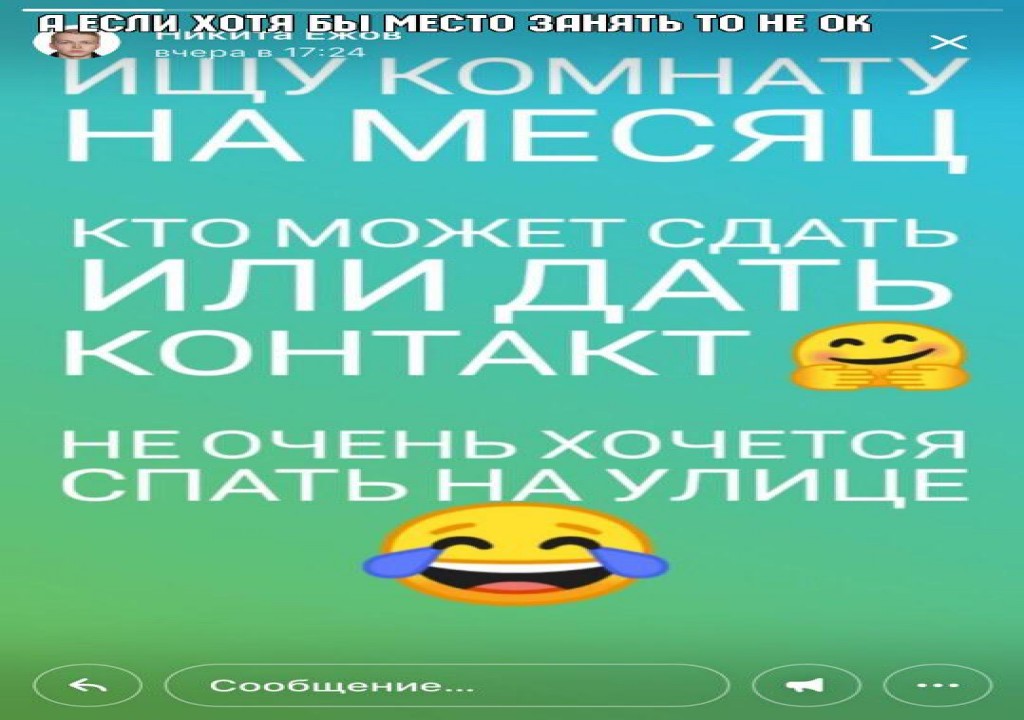 А ЕСЛИ ХОТЯ БЫ МЕСТО ЗАНЯТЬ ТО НЕ ОК
Никита Ежов
вчера в 17:24
ИЩУ КОМНАТУ
НА МЕСЯЦ
КТО МОЖЕТ СДАТЬ
ИЛИ ДАТЬ
КОНТАКТ 🤗
НЕ ОЧЕНЬ ХОЧЕТСЯ
СПАТЬ НА УЛИЦЕ
😂
Сообщение...